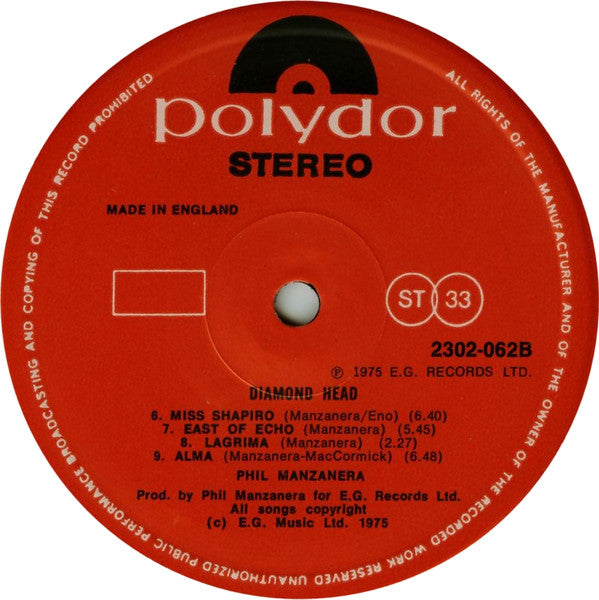 polydor
STEREO
MADE IN ENGLAND
ST 33
2302-062B
℗ 1975 E.G. RECORDS LTD.
DIAMOND HEAD
6. MISS SHAPIRO (Manzanera/Eno) (6.40)
7. EAST OF ECHO (Manzanera) (5.45)
8. LAGRIMA (Manzanera) (2.27)
9. ALMA (Manzanera-MacCormick) (6.48)
PHIL MANZANERA
Prod. by Phil Manzanera for E.G. Records Ltd.
All songs copyright
(c) E.G. Music Ltd. 1975
ALL RIGHTS OF THE MANUFACTURER AND OF THE OWNER OF THE RECORDED WORK RESERVED UNAUTHORIZED PUBLIC PERFORMANCE BROADCASTING AND COPYING OF THIS RECORD PROHIBITED